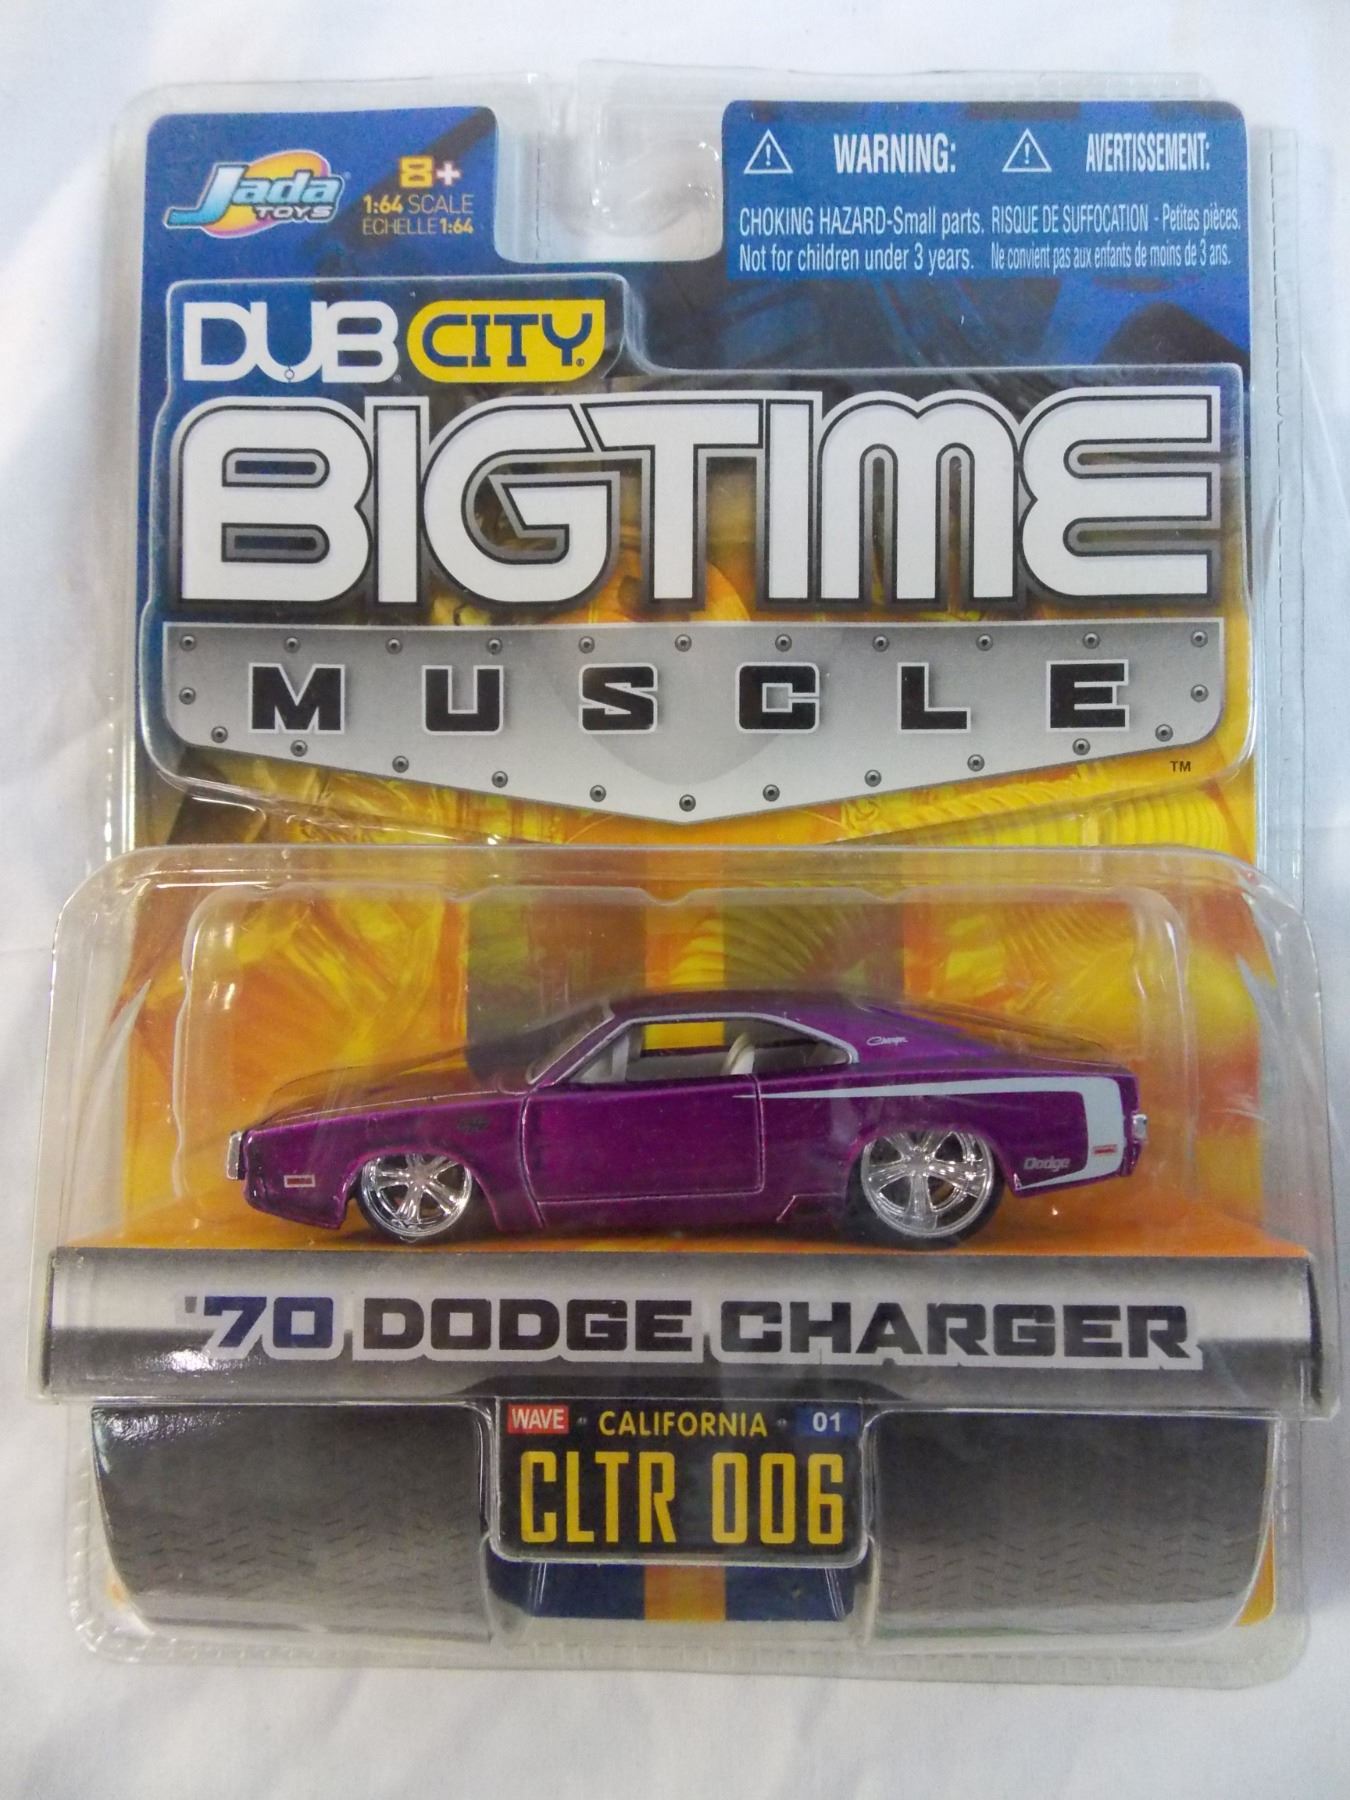 Jada
TOYS
8+
1:64 SCALE
ECHELLE 1:64
WARNING:
CHOKING HAZARD-Small parts.
Not for children under 3 years.
AVERTISSEMENT:
RISQUE DE SUFFOCATION - Petites pièces.
Ne convient pas aux enfants de moins de 3 ans.
DUB CITY®
BIGTIME
MUSCLE
TM
Charger
Dodge
'70 DODGE CHARGER
WAVE CALIFORNIA 01
CLTR 006